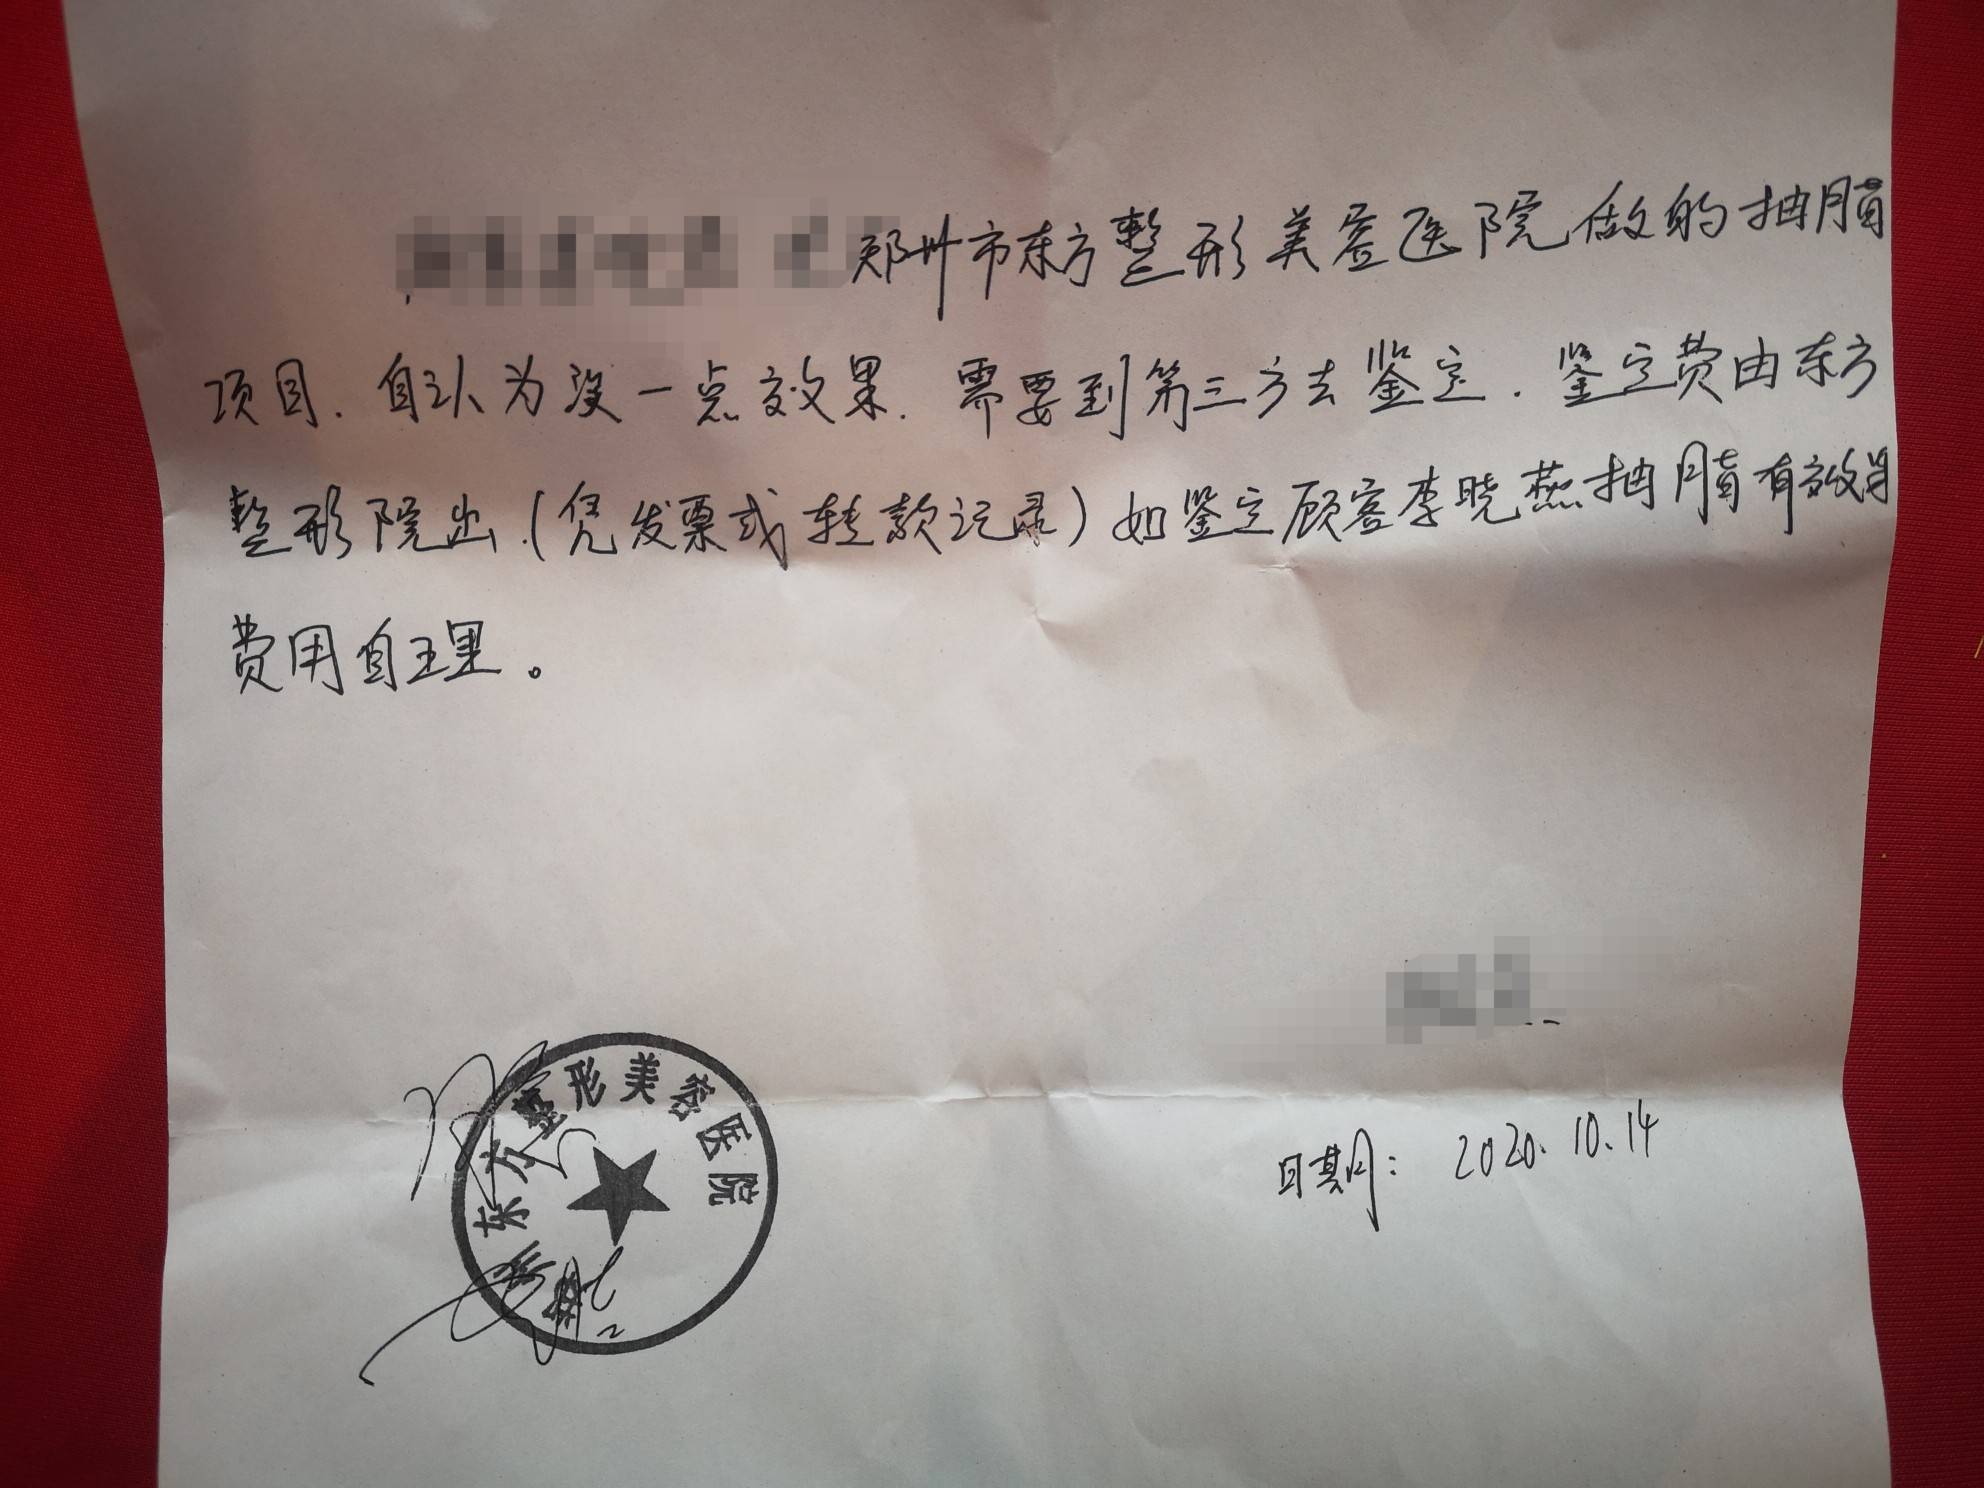 郑州市东方整形美容医院做的抽脂
项目.自认为没一点效果.需要到第三方去鉴定.鉴定费由东方
整形院出.(凭发票或转款记录)如鉴定顾客李晓燕抽脂有效果
费用自理。
郑州东方整形美容医院
日期:2020.10.14